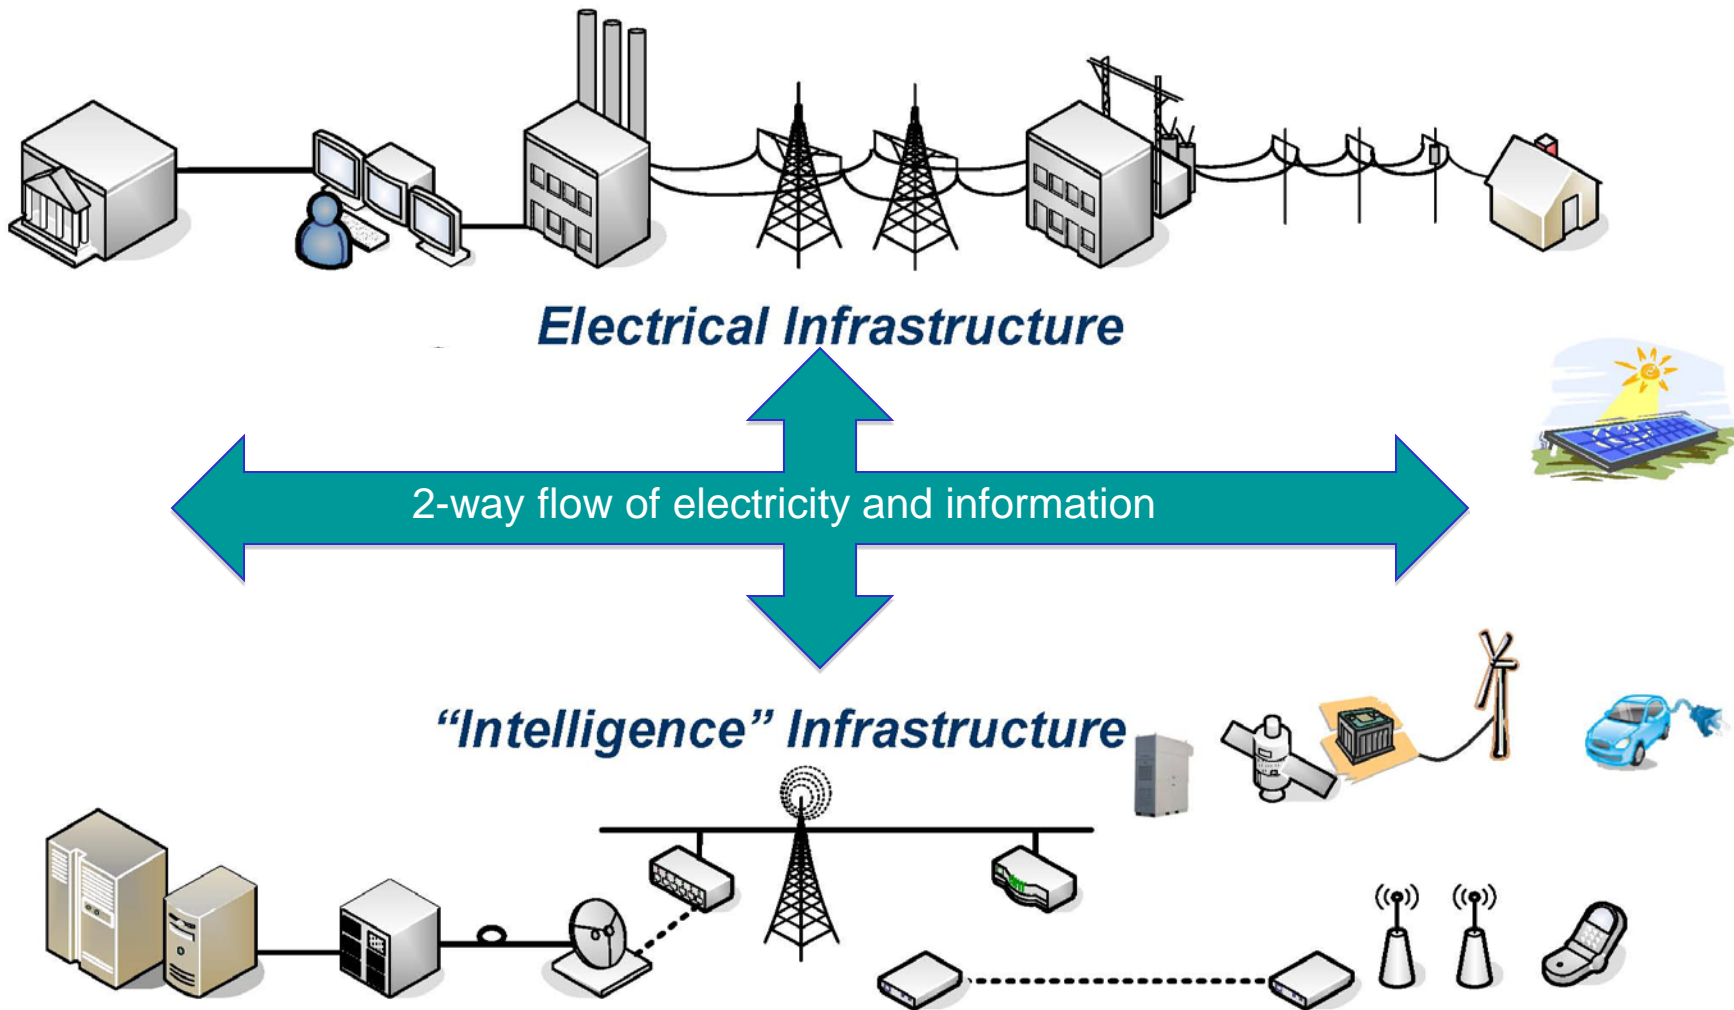 Electrical Infrastructure
2-way flow of electricity and information
“Intelligence” Infrastructure